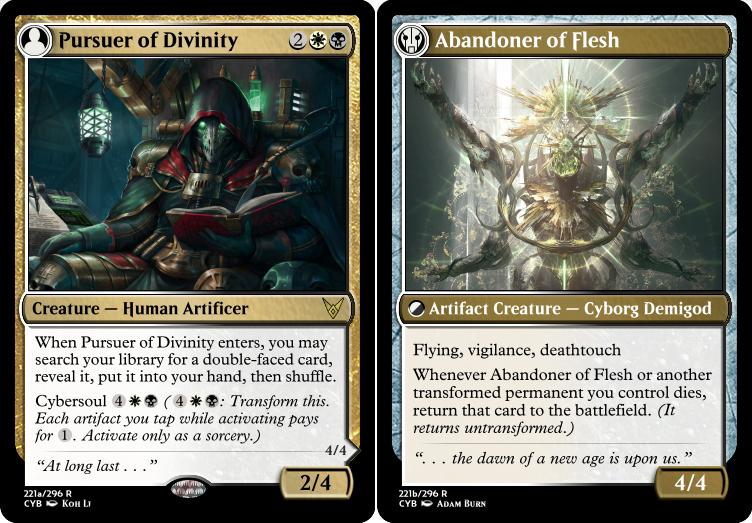 Pursuer of Divinity 2
Creature — Human Artificer
When Pursuer of Divinity enters, you may
search your library for a double-faced card,
reveal it, put it into your hand, then shuffle.
Cybersoul 4 ( 4 : Transform this.
Each artifact you tap while activating pays
for 1. Activate only as a sorcery.)
4/4
“At long last . . .”
2/4
221a/296 R
CYB Koh Li
Abandoner of Flesh
Artifact Creature — Cyborg Demigod
Flying, vigilance, deathtouch
Whenever Abandoner of Flesh or another
transformed permanent you control dies,
return that card to the battlefield. (It
returns untransformed.)
“. . . the dawn of a new age is upon us.”
4/4
221b/296 R
CYB Adam Burn